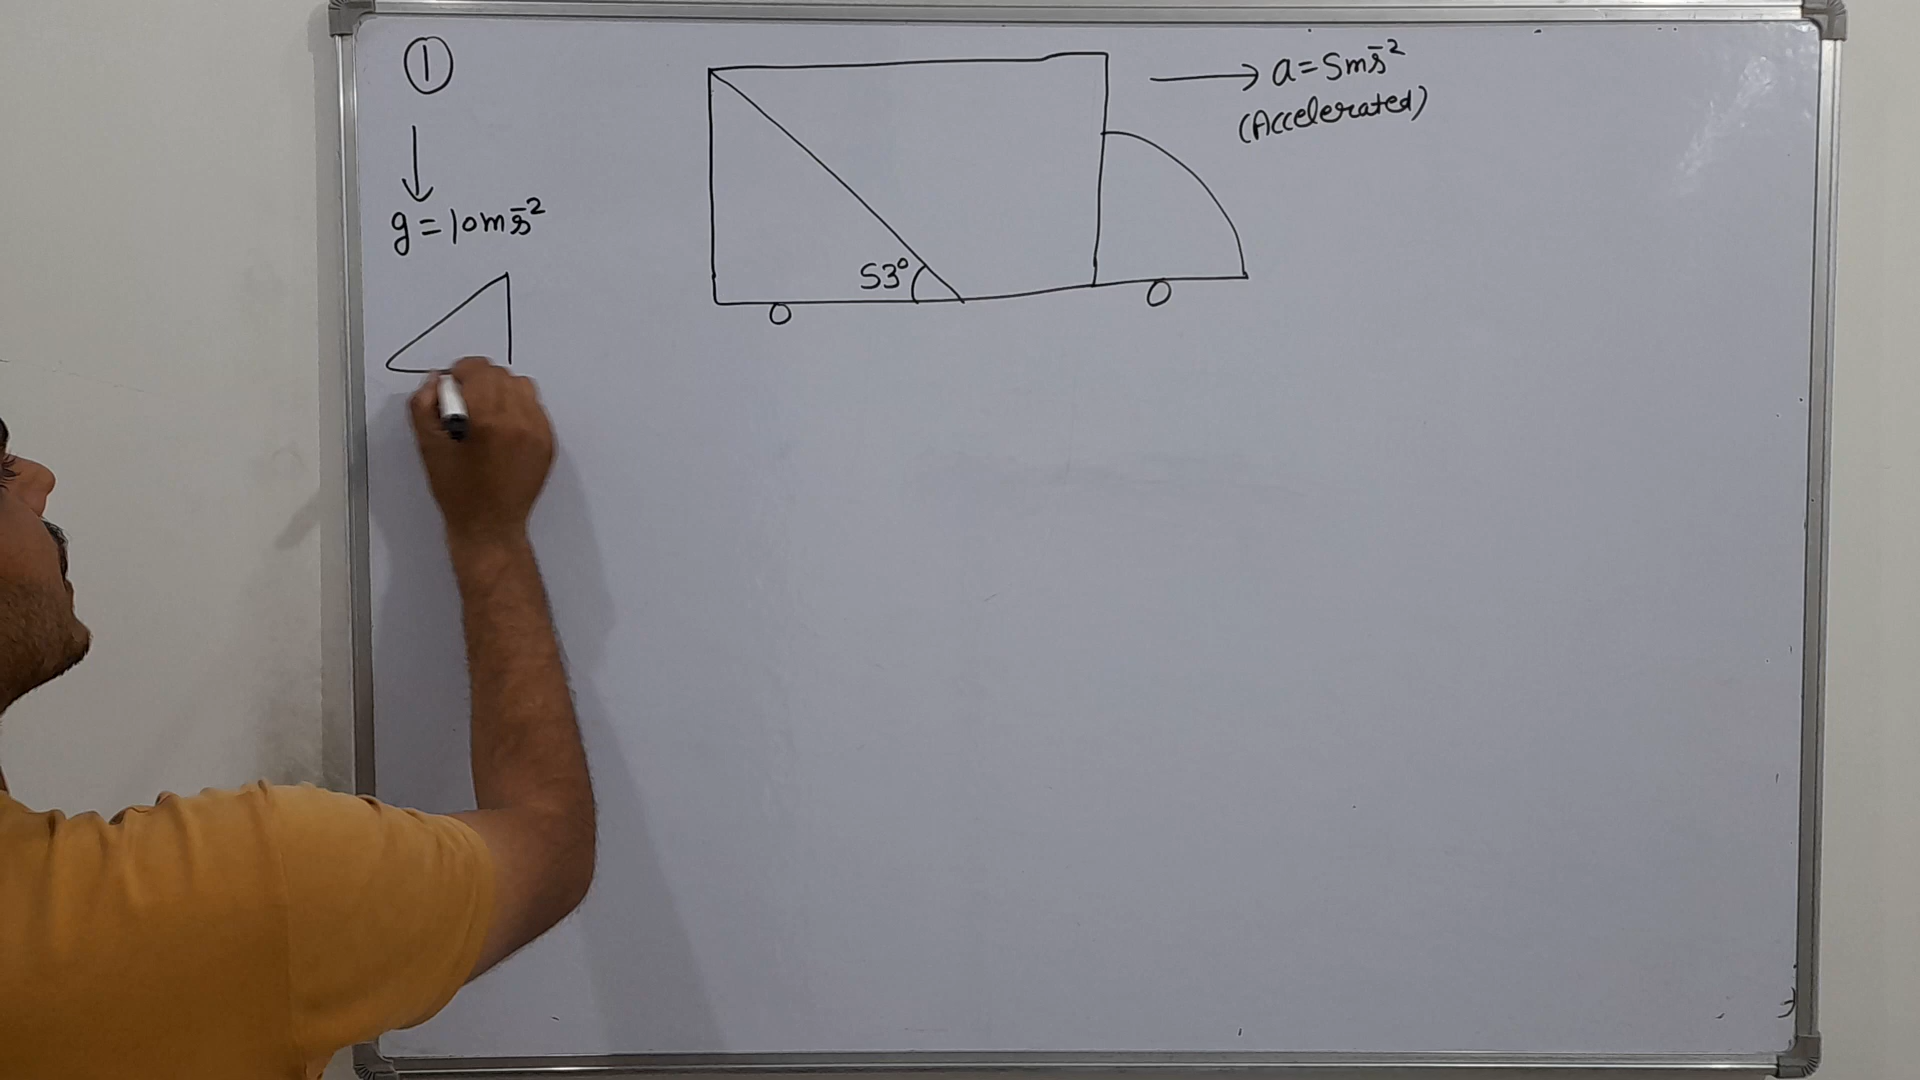 ①
a = 5ms̄²
(Accelerated)
g = 10ms̄²
53°